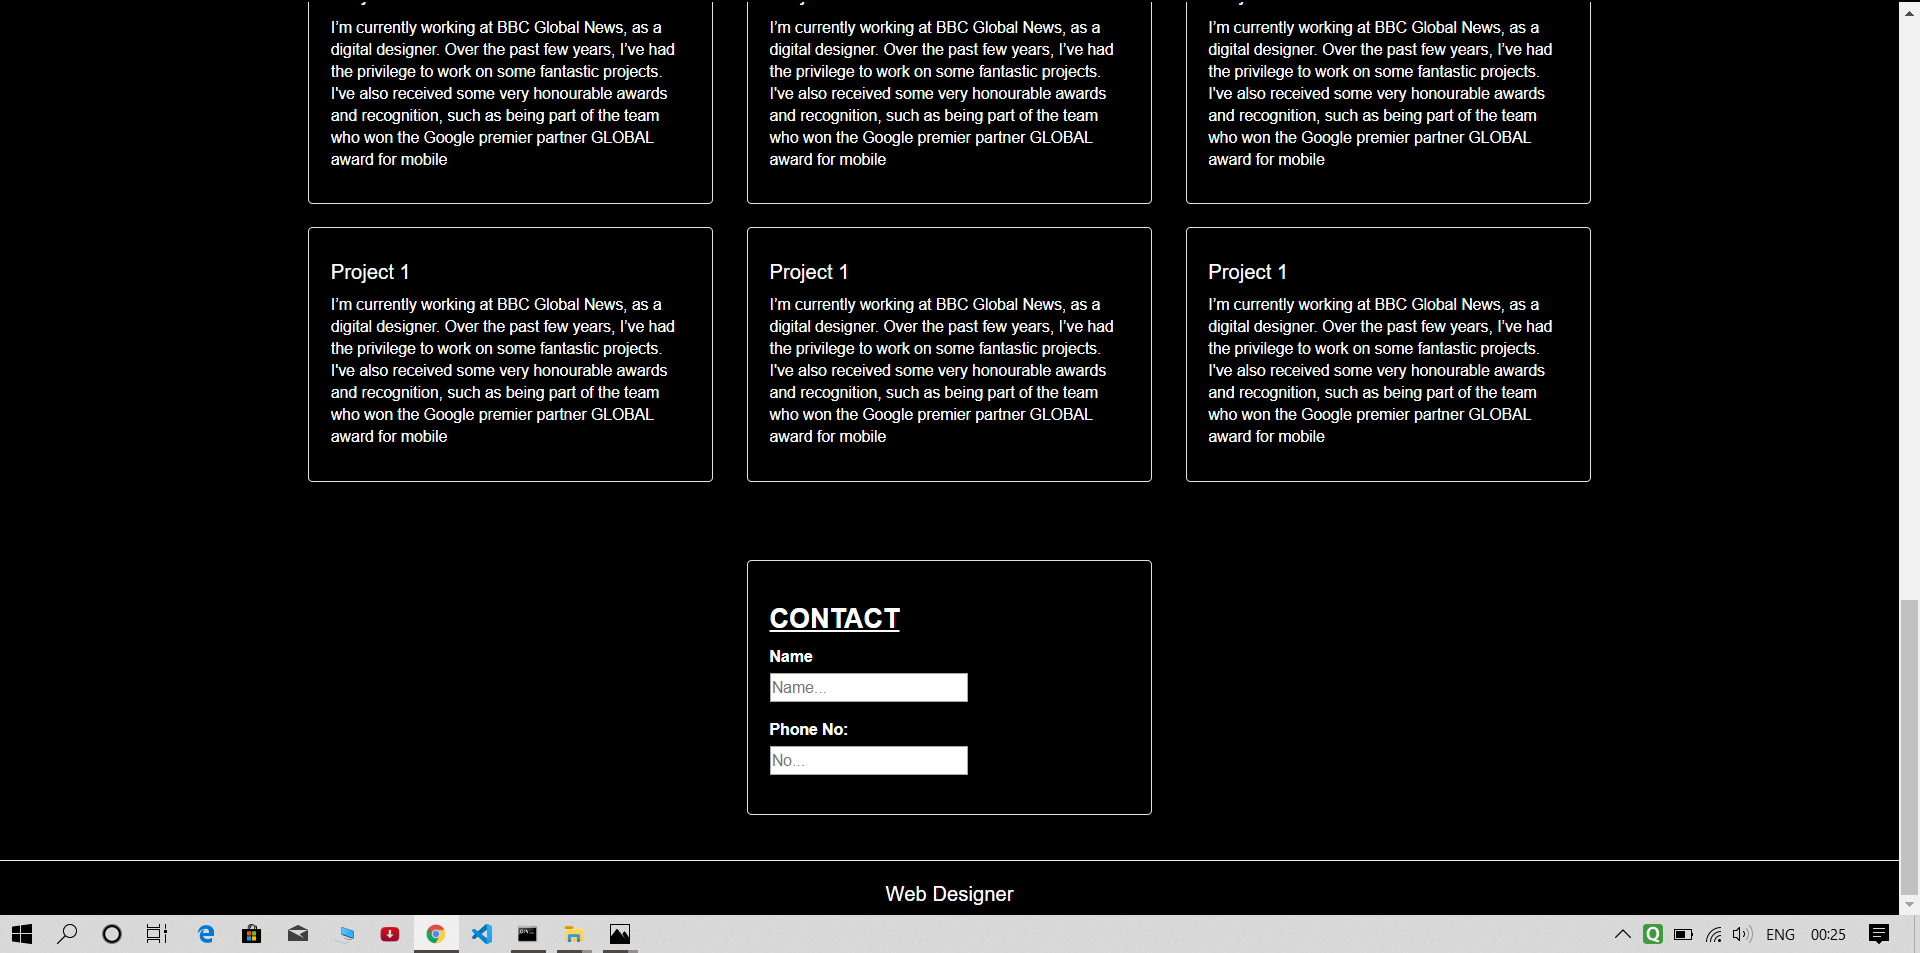 I’m currently working at BBC Global News, as a
digital designer. Over the past few years, I’ve had
the privilege to work on some fantastic projects.
I've also received some very honourable awards
and recognition, such as being part of the team
who won the Google premier partner GLOBAL
award for mobile
I’m currently working at BBC Global News, as a
digital designer. Over the past few years, I’ve had
the privilege to work on some fantastic projects.
I've also received some very honourable awards
and recognition, such as being part of the team
who won the Google premier partner GLOBAL
award for mobile
I’m currently working at BBC Global News, as a
digital designer. Over the past few years, I’ve had
the privilege to work on some fantastic projects.
I've also received some very honourable awards
and recognition, such as being part of the team
who won the Google premier partner GLOBAL
award for mobile
Project 1
I’m currently working at BBC Global News, as a
digital designer. Over the past few years, I’ve had
the privilege to work on some fantastic projects.
I've also received some very honourable awards
and recognition, such as being part of the team
who won the Google premier partner GLOBAL
award for mobile
Project 1
I’m currently working at BBC Global News, as a
digital designer. Over the past few years, I’ve had
the privilege to work on some fantastic projects.
I've also received some very honourable awards
and recognition, such as being part of the team
who won the Google premier partner GLOBAL
award for mobile
Project 1
I’m currently working at BBC Global News, as a
digital designer. Over the past few years, I’ve had
the privilege to work on some fantastic projects.
I've also received some very honourable awards
and recognition, such as being part of the team
who won the Google premier partner GLOBAL
award for mobile
CONTACT
Name
Name...
Phone No:
No...
Web Designer
ENG 00:25